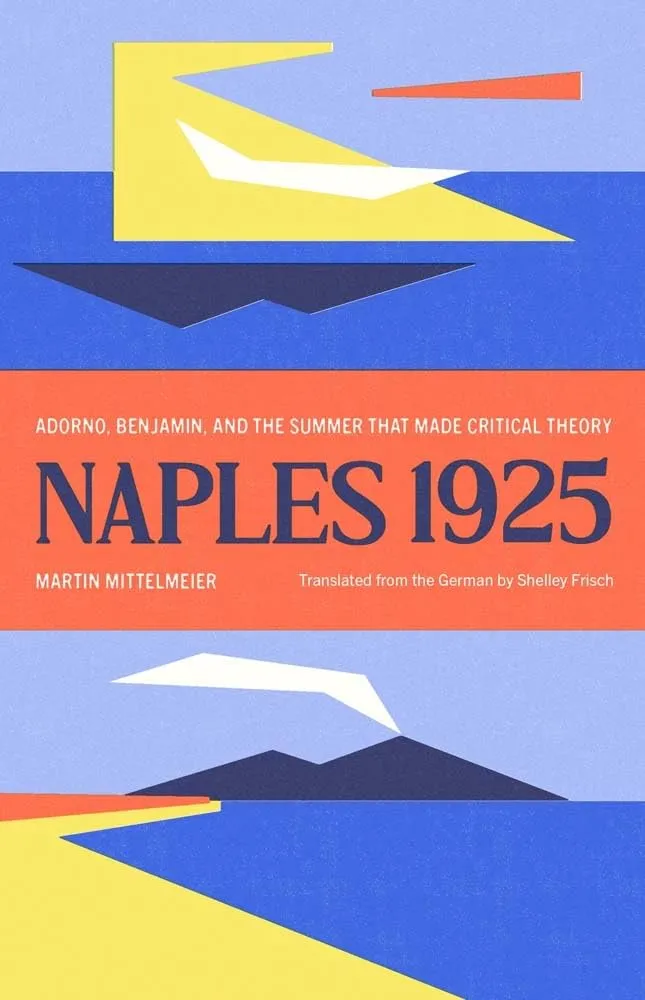 ADORNO, BENJAMIN, AND THE SUMMER THAT MADE CRITICAL THEORY
NAPLES 1925
MARTIN MITTELMEIER Translated from the German by Shelley Frisch